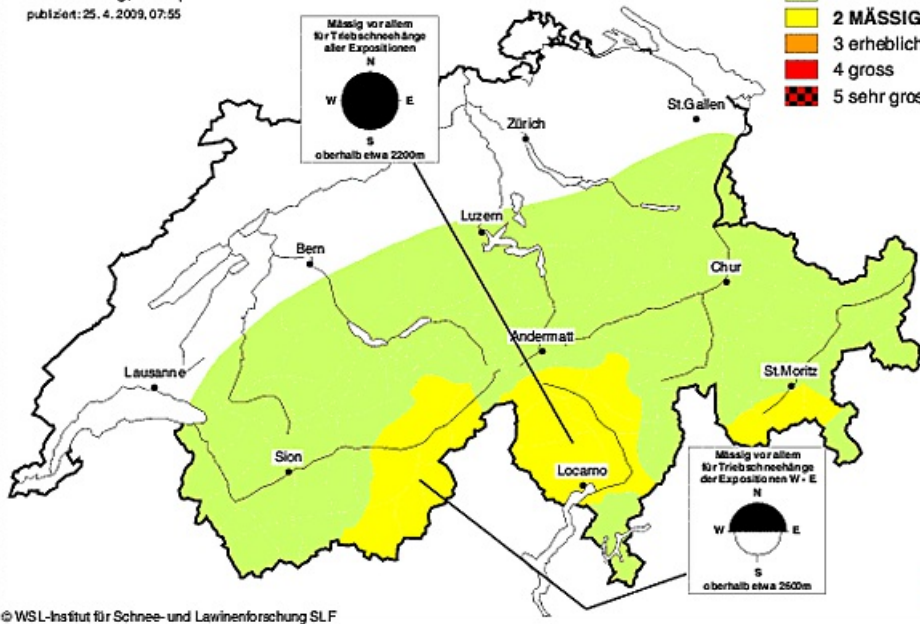 publiziert: 25. 4. 2009, 07:55
Mässig vor allem
für Triebschneehänge
aller Expositionen
N
W
E
S
oberhalb etwa 2200m
2 MÄSSIG
3 erheblich
4 gross
5 sehr gros
St.Gallen
Zürich
Luzern
Bern
Chur
Andermatt
Lausanne
St.Moritz
Sion
Locarno
Mässig vor allem
für Triebschneehänge
der Expositionen W - E
N
W
E
S
oberhalb etwa 2600m
© WSL-Institut für Schnee- und Lawinenforschung SLF